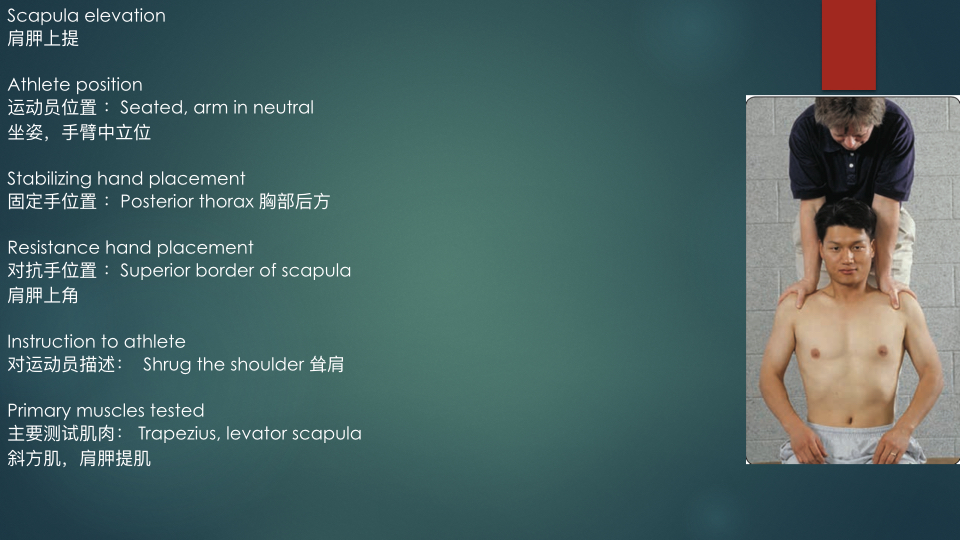 Scapula elevation
肩胛上提
Athlete position
运动员位置 ：Seated, arm in neutral
坐姿，手臂中立位
Stabilizing hand placement
固定手位置 ：Posterior thorax 胸部后方
Resistance hand placement
对抗手位置 ：Superior border of scapula
肩胛上角
Instruction to athlete
对运动员描述： Shrug the shoulder 耸肩
Primary muscles tested
主要测试肌肉： Trapezius, levator scapula
斜方肌，肩胛提肌